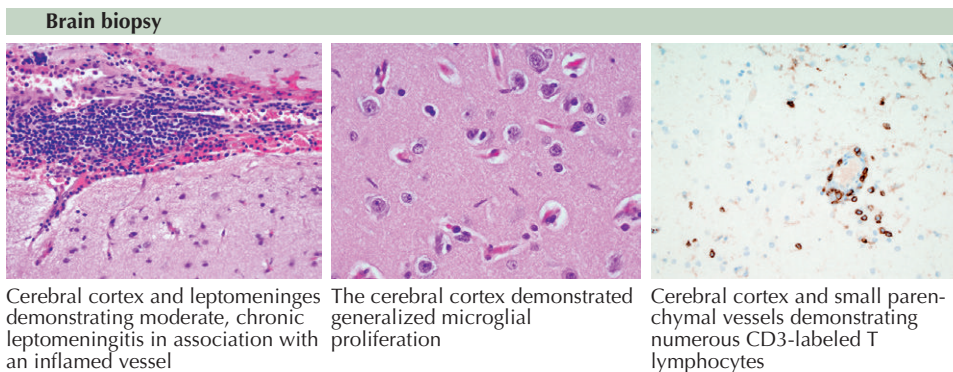 Brain biopsy
Cerebral cortex and leptomeninges
demonstrating moderate, chronic
leptomeningitis in association with
an inflamed vessel
The cerebral cortex demonstrated
generalized microglial
proliferation
Cerebral cortex and small paren-
chymal vessels demonstrating
numerous CD3-labeled T
lymphocytes